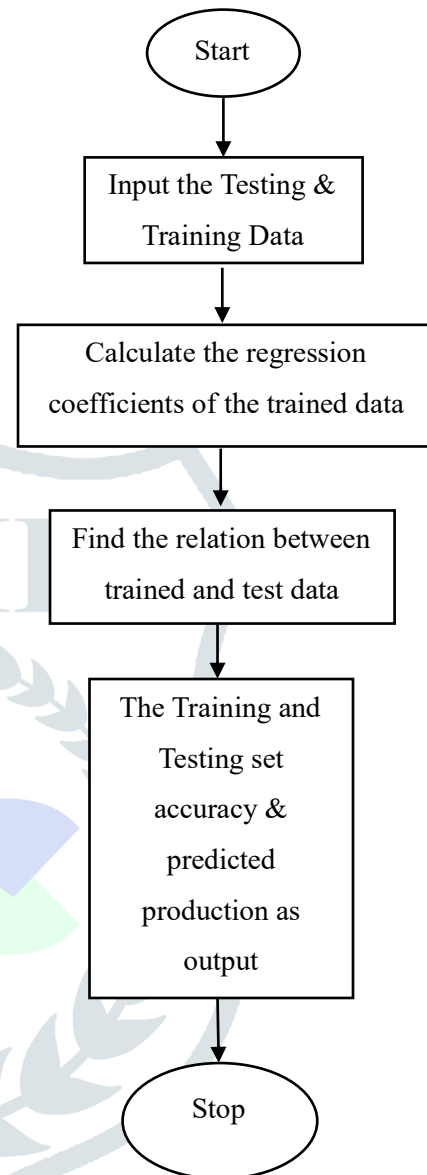 Start
Input the Testing &
Training Data
Calculate the regression
coefficients of the trained data
Find the relation between
trained and test data
The Training and
Testing set
accuracy &
predicted
production as
output
Stop